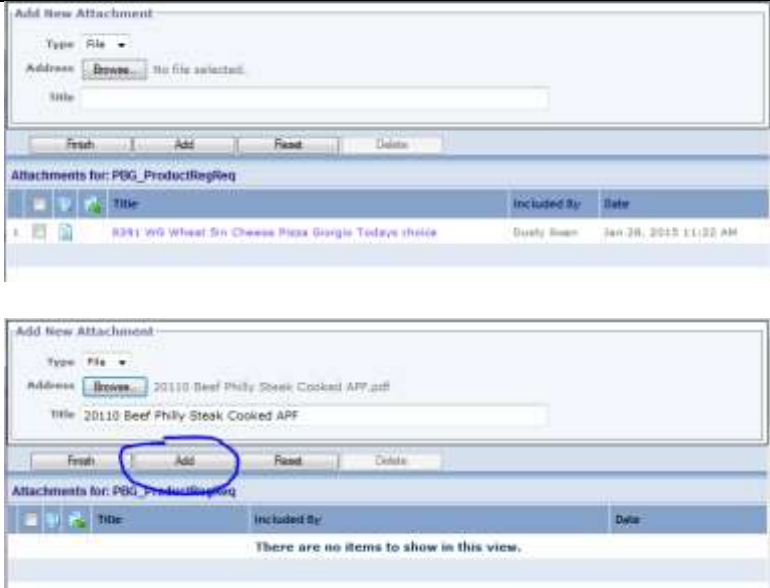 Add New Attachment
Type File
Address Browse... No file selected.
Title
Finish Add Reset Delete
Attachments for: PBG_ProductRegReq
Title Included By Date
1 8391 WG Wheat 5in Cheese Pizza Giorgio Todays choice Dusty Swan Jan 28, 2015 11:22 AM
Add New Attachment
Type File
Address Browse... 20110 Beef Philly Steak Cooked APF.pdf
Title 20110 Beef Philly Steak Cooked APF
Finish Add Reset Delete
Attachments for: PBG_ProductRegReq
Title Included By Date
There are no items to show in this view.